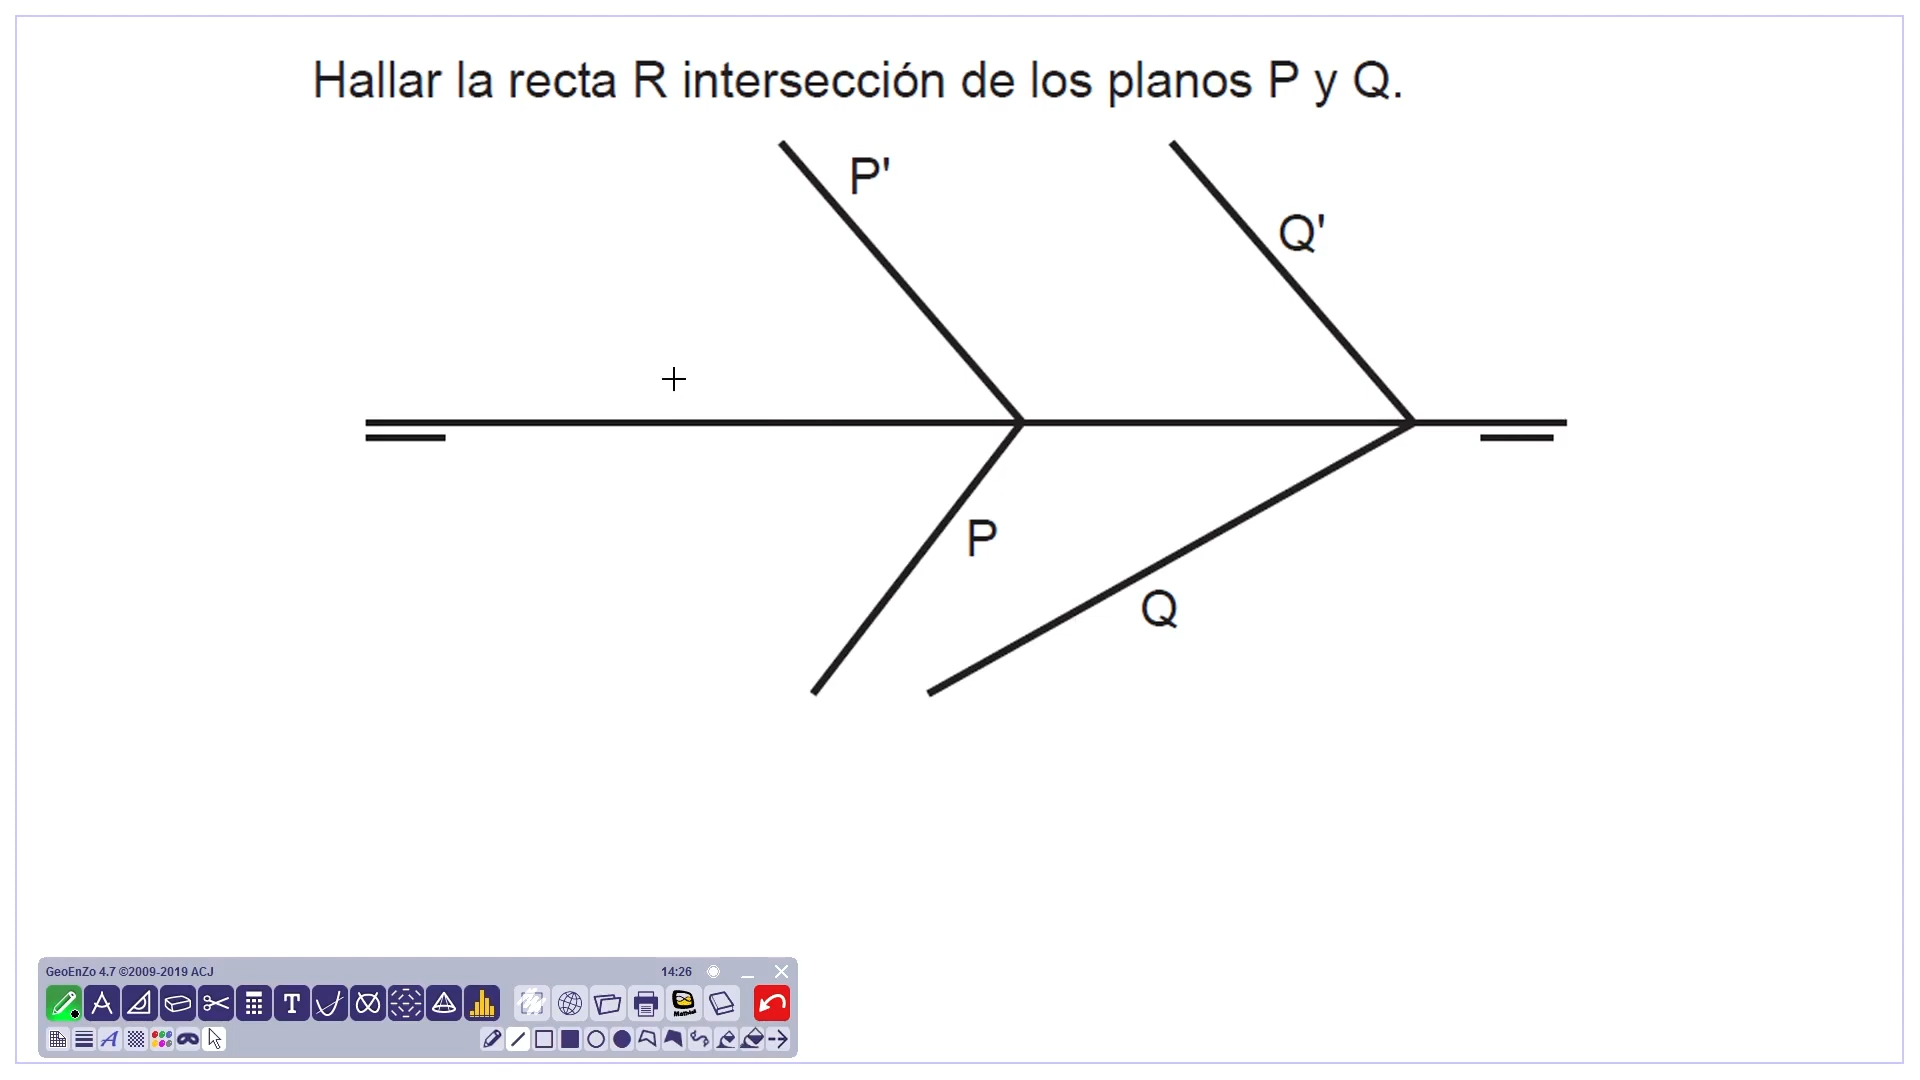 Hallar la recta R intersección de los planos P y Q.
P'
Q'
P
Q
GeoEnZo 4.7 ©2009-2019 ACJ 14:26